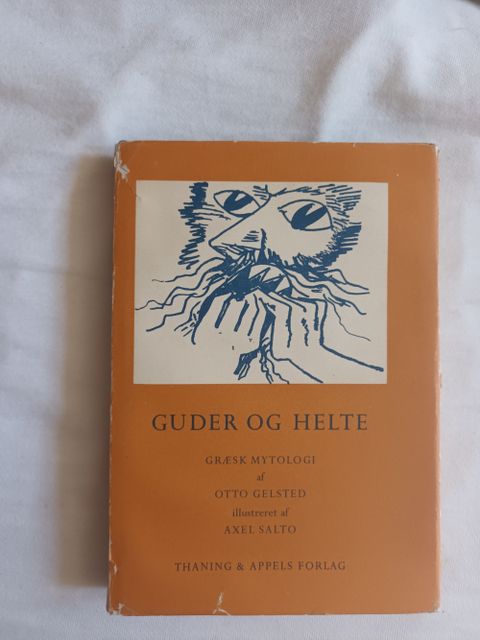 GUDER OG HELTE
GRÆSK MYTOLOGI
af
OTTO GELSTED
illustreret af
AXEL SALTO
THANING & APPELS FORLAG